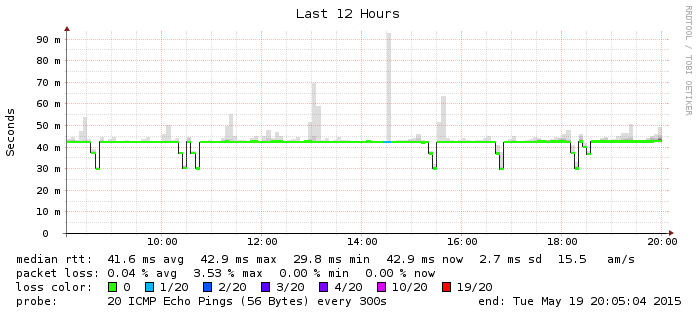 Last 12 Hours
RRDTOOL / TOBI OETIKER
Seconds
90 m
80 m
70 m
60 m
50 m
40 m
30 m
20 m
10 m
0
10:00 12:00 14:00 16:00 18:00 20:00
median rtt: 41.6 ms avg 42.9 ms max 29.8 ms min 42.9 ms now 2.7 ms sd 15.5 am/s
packet loss: 0.04 % avg 3.53 % max 0.00 % min 0.00 % now
loss color: 0 1/20 2/20 3/20 4/20 10/20 19/20
probe: 20 ICMP Echo Pings (56 Bytes) every 300s end: Tue May 19 20:05:04 2015